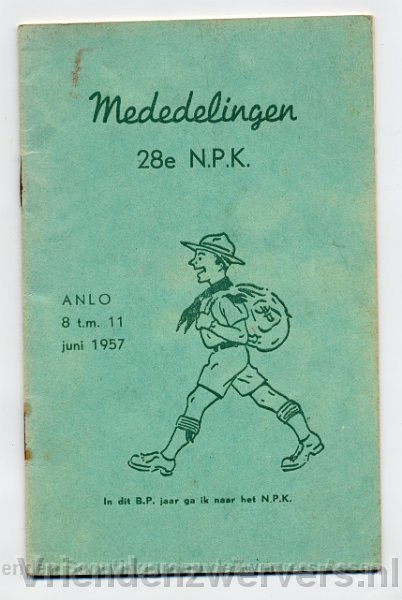 Mededelingen
28e N.P.K.
ANLO
8 t.m. 11
juni 1957
In dit B.P. jaar ga ik naar het N.P.K.
Vriendenzwervers.nl